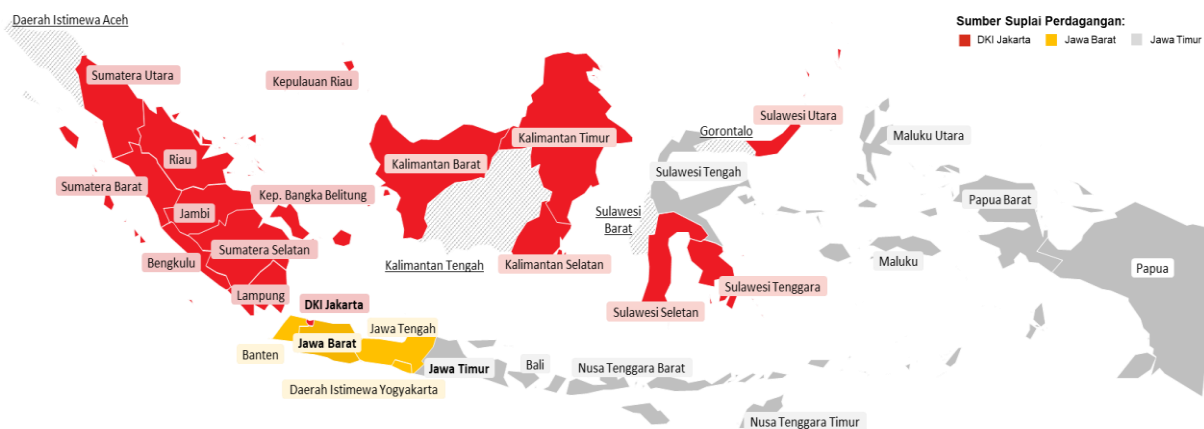 Daerah Istimewa Aceh
Sumber Suplai Perdagangan:
DKI Jakarta
Jawa Barat
Jawa Timur
Sumatera Utara
Kepulauan Riau
Sulawesi Utara
Gorontalo
Kalimantan Timur
Maluku Utara
Riau
Kalimantan Barat
Sulawesi Tengah
Sumatera Barat
Kep. Bangka Belitung
Papua Barat
Jambi
Sulawesi
Barat
Sumatera Selatan
Bengkulu
Kalimantan Tengah
Kalimantan Selatan
Maluku
Papua
Lampung
Sulawesi Tenggara
DKI Jakarta
Sulawesi Seletan
Jawa Tengah
Banten
Jawa Barat
Jawa Timur
Bali
Nusa Tenggara Barat
Daerah Istimewa Yogyakarta
Nusa Tenggara Timur